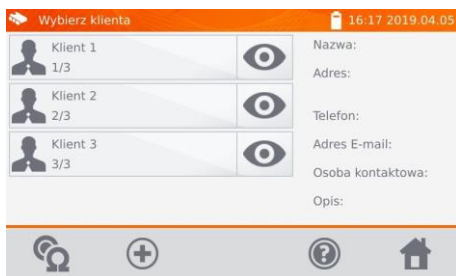 Wybierz klienta
16:17 2019.04.05
Klient 1
1/3
Klient 2
2/3
Klient 3
3/3
Nazwa:
Adres:
Telefon:
Adres E-mail:
Osoba kontaktowa:
Opis: